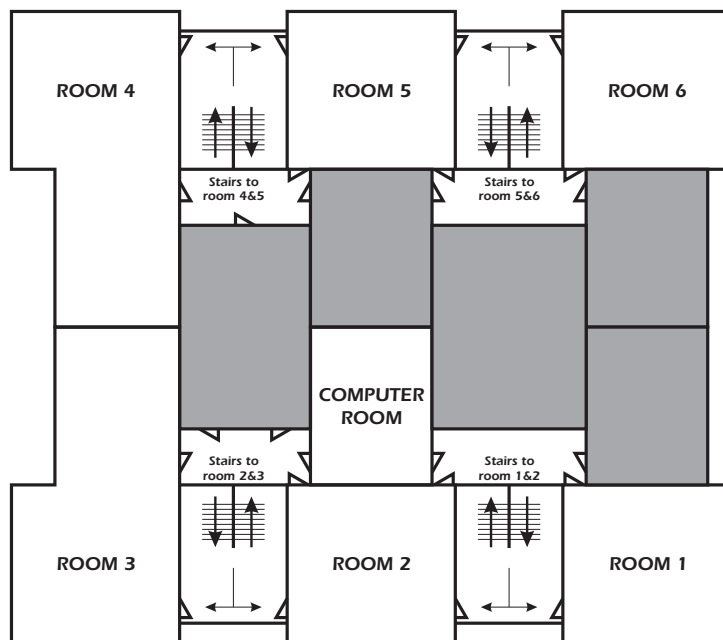 ROOM 4
ROOM 5
ROOM 6
Stairs to
room 4&5
Stairs to
room 5&6
COMPUTER
ROOM
Stairs to
room 2&3
Stairs to
room 1&2
ROOM 3
ROOM 2
ROOM 1